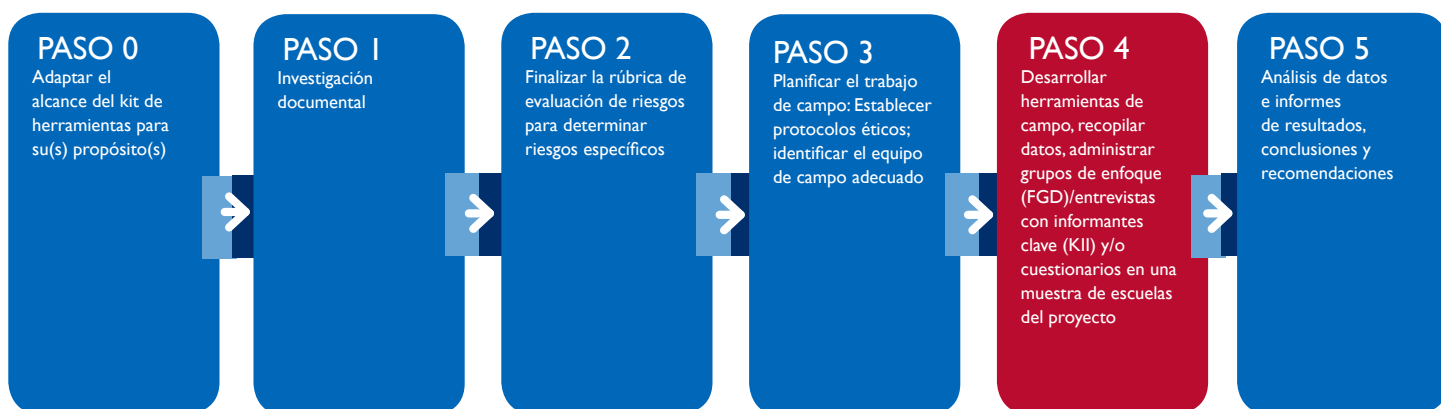 PASO 0
Adaptar el
alcance del kit de
herramientas para
su(s) propósito(s)
PASO 1
Investigación
documental
PASO 2
Finalizar la rúbrica de
evaluación de riesgos
para determinar
riesgos específicos
PASO 3
Planificar el trabajo
de campo: Establecer
protocolos éticos;
identificar el equipo
de campo adecuado
PASO 4
Desarrollar
herramientas de
campo, recopilar
datos, administrar
grupos de enfoque
(FGD)/entrevistas
con informantes
clave (KII) y/o
cuestionarios en una
muestra de escuelas
del proyecto
PASO 5
Análisis de datos
e informes
de resultados,
conclusiones y
recomendaciones